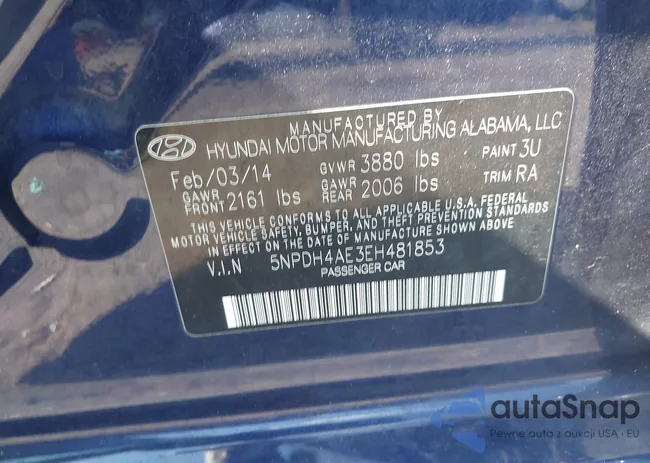 MANUFACTURED BY
HYUNDAI MOTOR MANUFACTURING ALABAMA, LLC
Feb/03/14 GVWR 3880 lbs PAINT 3U
GAWR FRONT 2161 lbs GAWR REAR 2006 lbs TRIM RA
THIS VEHICLE CONFORMS TO ALL APPLICABLE U.S.A. FEDERAL
MOTOR VEHICLE SAFETY, BUMPER, AND THEFT PREVENTION STANDARDS
IN EFFECT ON THE DATE OF MANUFACTURE SHOWN ABOVE
V.I.N 5NPDH4AE3EH481853
PASSENGER CAR
autaSnap
Pewne auta z aukcji USA • EU